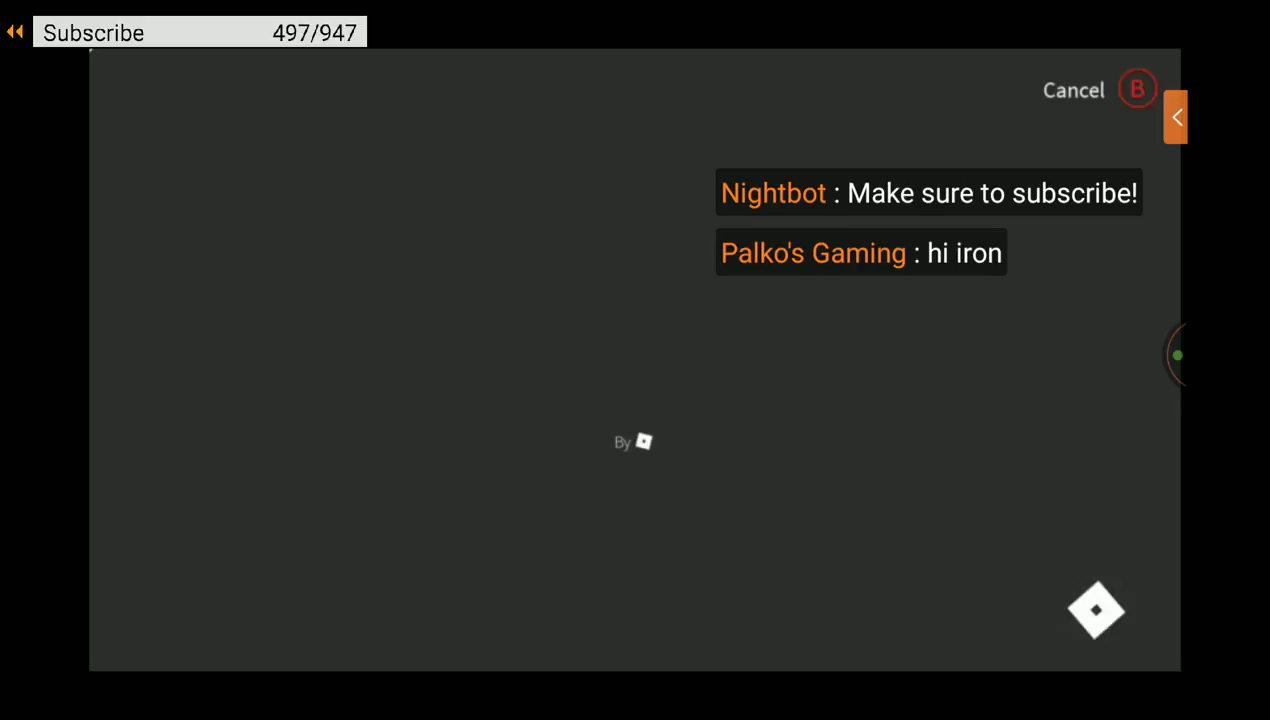 Subscribe 497/947
Cancel B
Nightbot : Make sure to subscribe!
Palko's Gaming : hi iron
By